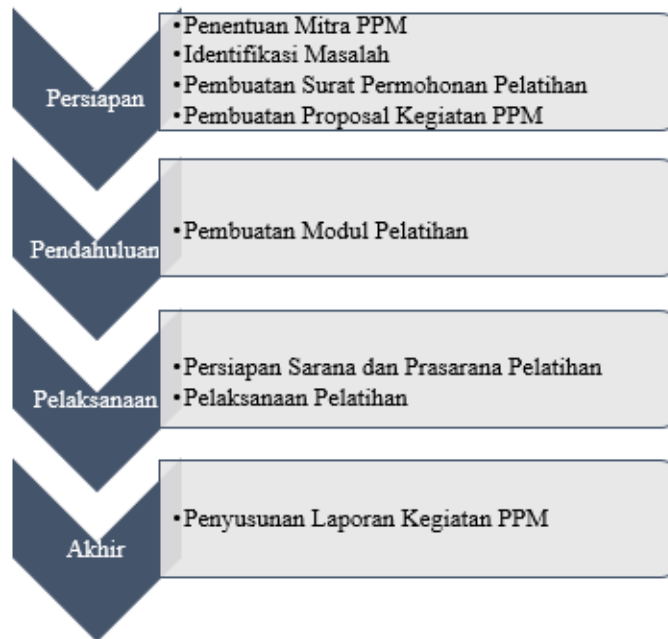 Persiapan
•Penentuan Mitra PPM
•Identifikasi Masalah
•Pembuatan Surat Permohonan Pelatihan
•Pembuatan Proposal Kegiatan PPM
Pendahuluan
•Pembuatan Modul Pelatihan
Pelaksanaan
•Persiapan Sarana dan Prasarana Pelatihan
•Pelaksanaan Pelatihan
Akhir
•Penyusunan Laporan Kegiatan PPM